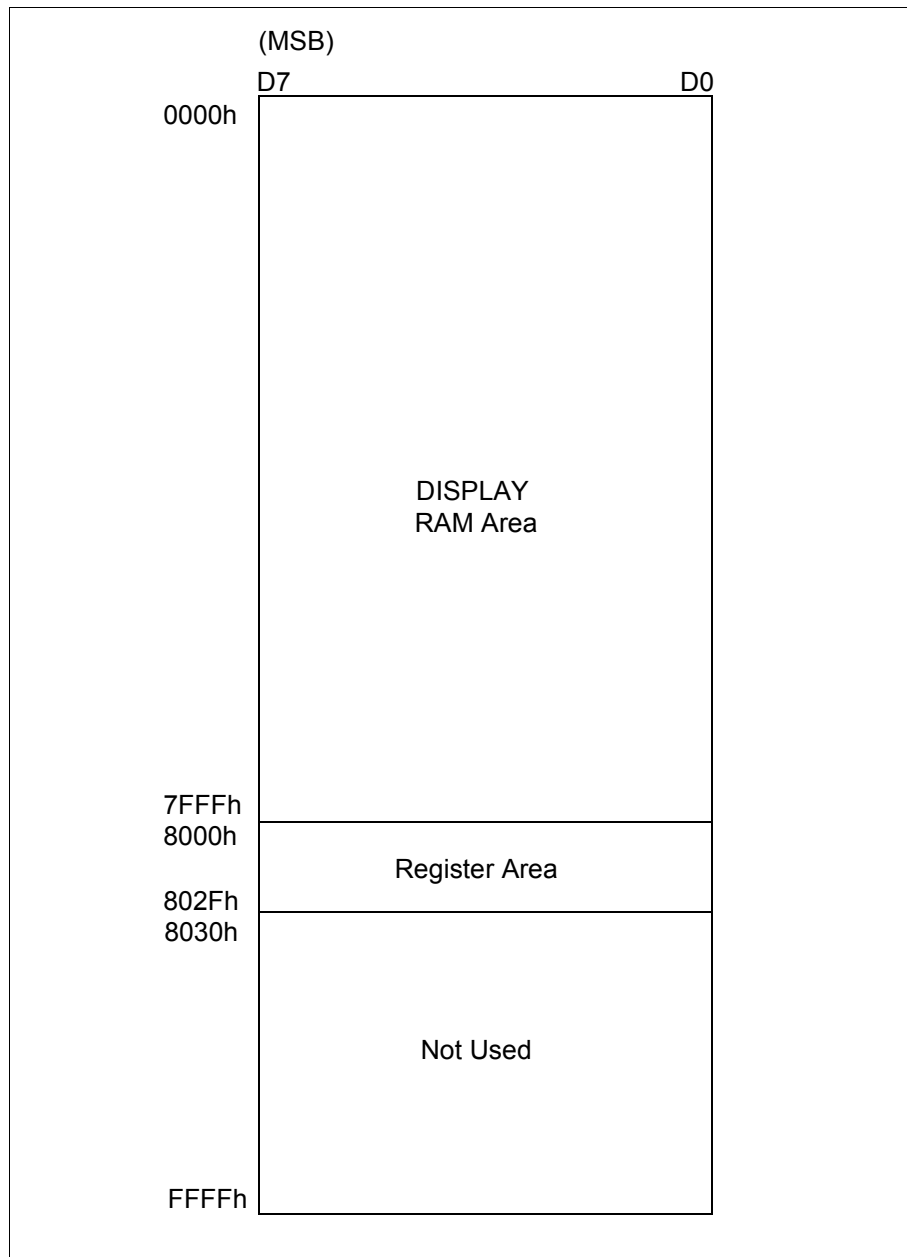 (MSB)
D7 D0
0000h
DISPLAY
RAM Area
7FFFh
8000h
Register Area
802Fh
8030h
Not Used
FFFFh